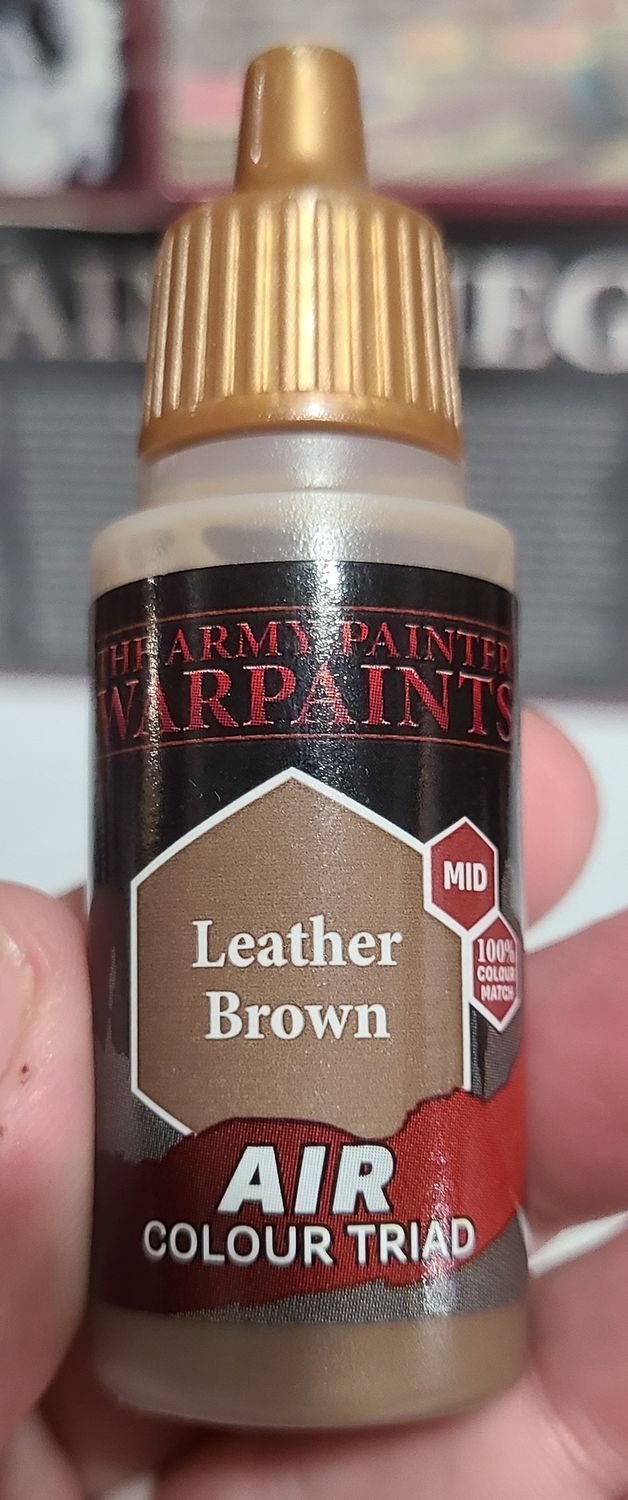 THE ARMY PAINTER
WARPAINTS
MID
100%
COLOUR
MATCH
Leather
Brown
AIR
COLOUR TRIAD